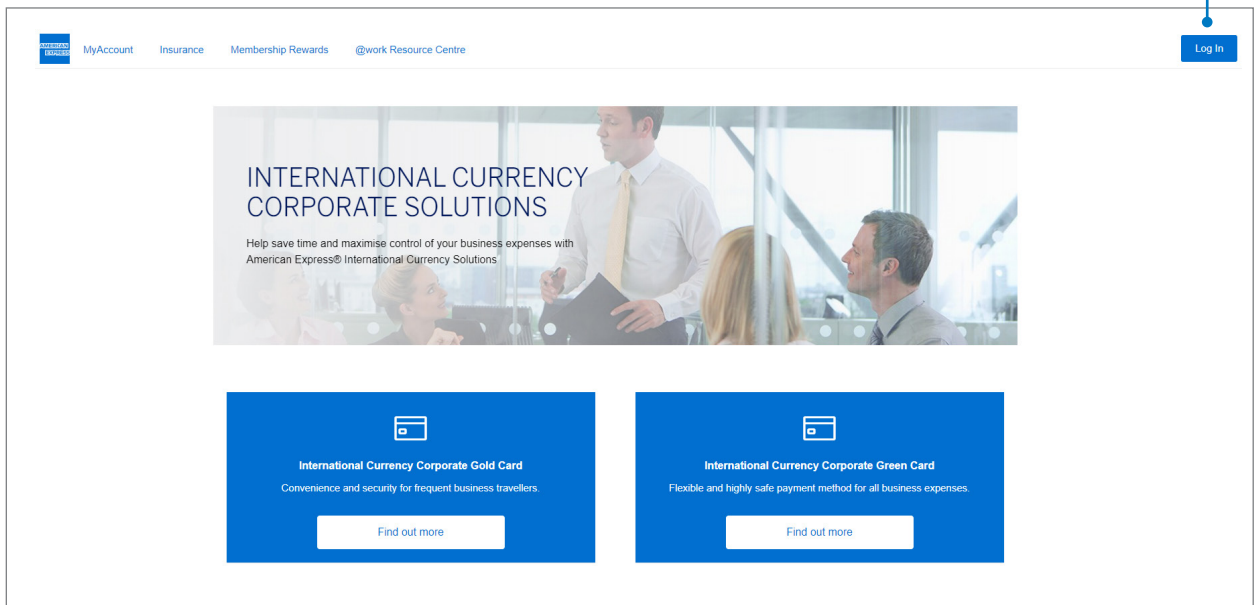 AMERICAN
EXPRESS
MyAccount Insurance Membership Rewards @work Resource Centre
Log In
INTERNATIONAL CURRENCY
CORPORATE SOLUTIONS
Help save time and maximise control of your business expenses with
American Express® International Currency Solutions
International Currency Corporate Gold Card
Convenience and security for frequent business travellers.
Find out more
International Currency Corporate Green Card
Flexible and highly safe payment method for all business expenses.
Find out more